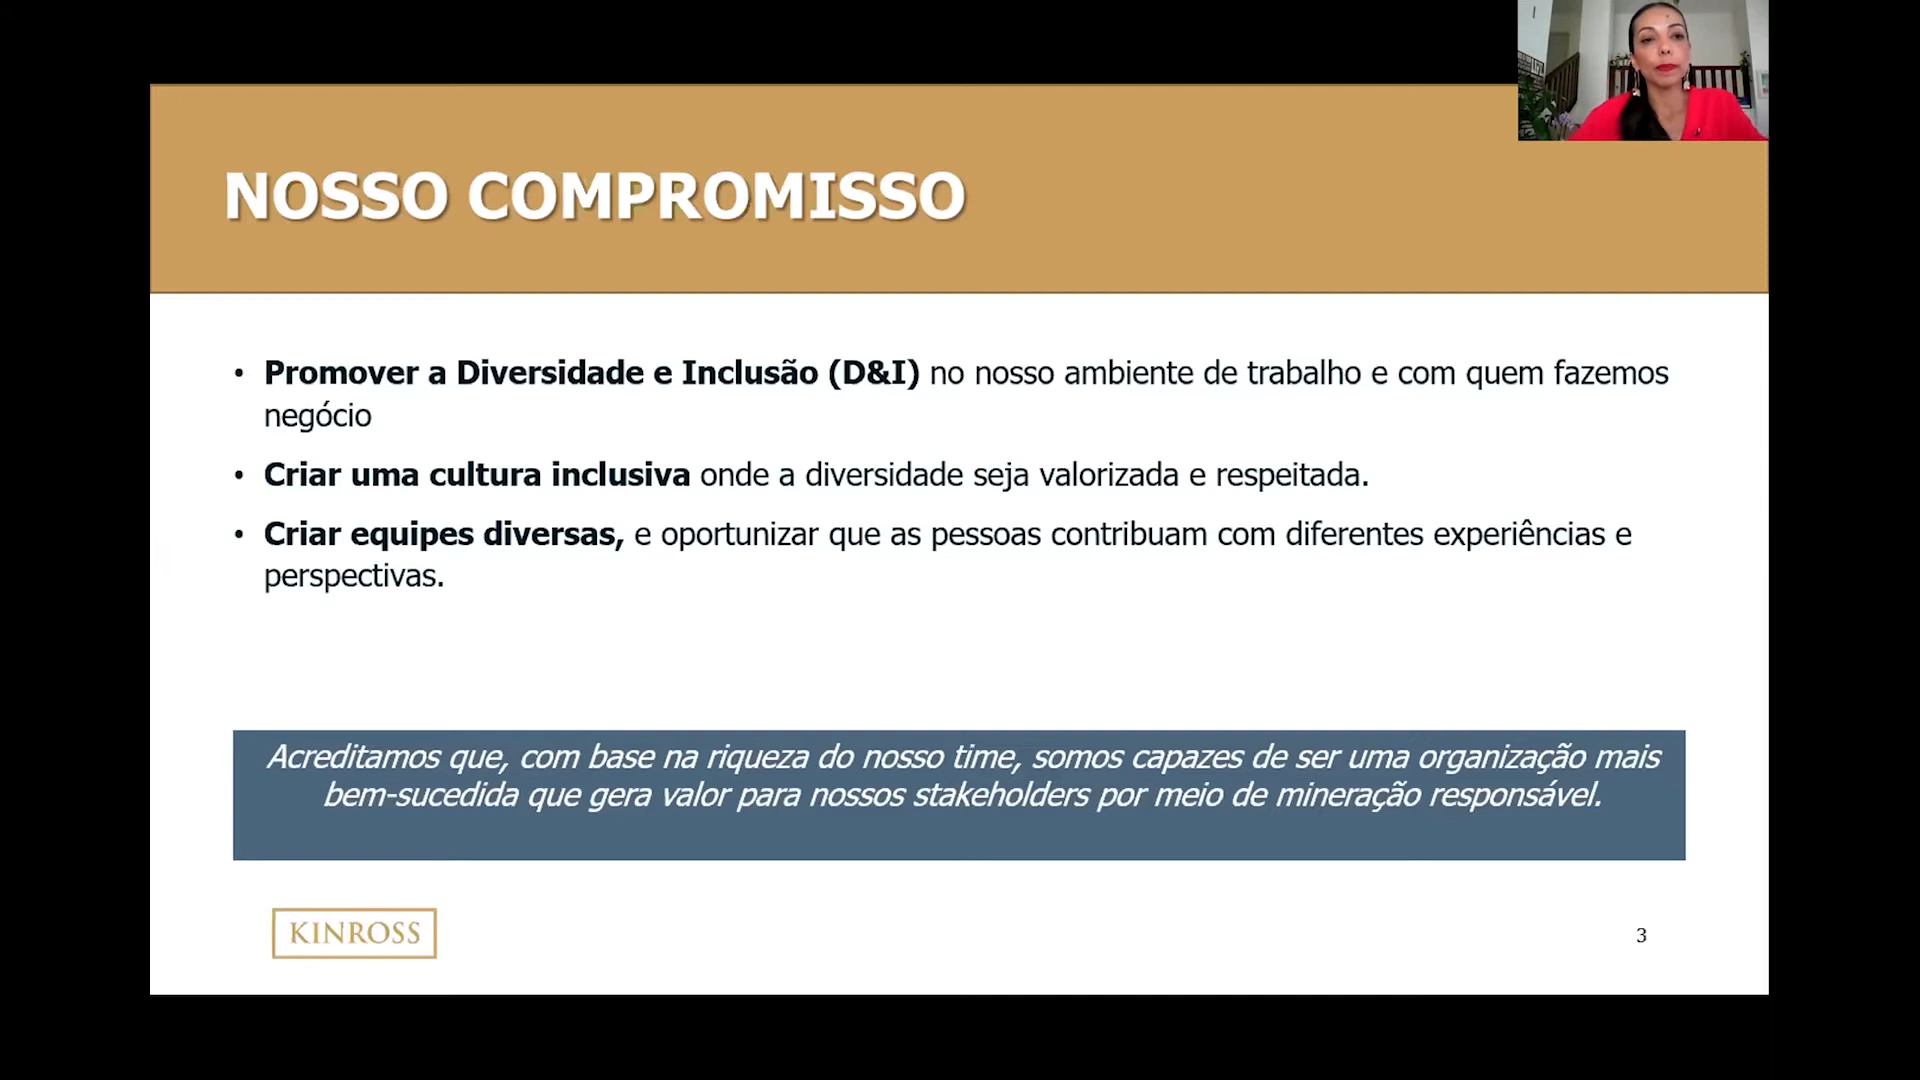 NOSSO COMPROMISSO
• Promover a Diversidade e Inclusão (D&I) no nosso ambiente de trabalho e com quem fazemos
negócio
• Criar uma cultura inclusiva onde a diversidade seja valorizada e respeitada.
• Criar equipes diversas, e oportunizar que as pessoas contribuam com diferentes experiências e
perspectivas.
Acreditamos que, com base na riqueza do nosso time, somos capazes de ser uma organização mais
bem-sucedida que gera valor para nossos stakeholders por meio de mineração responsável.
KINROSS
3